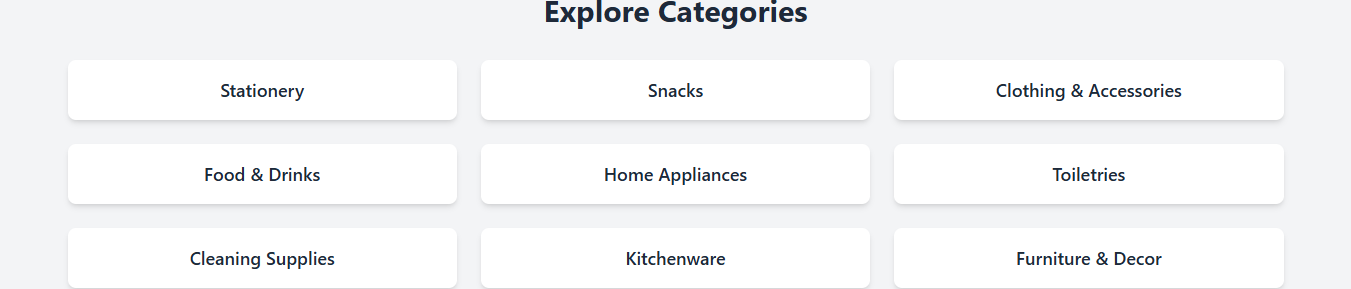 Explore Categories
Stationery
Snacks
Clothing & Accessories
Food & Drinks
Home Appliances
Toiletries
Cleaning Supplies
Kitchenware
Furniture & Decor